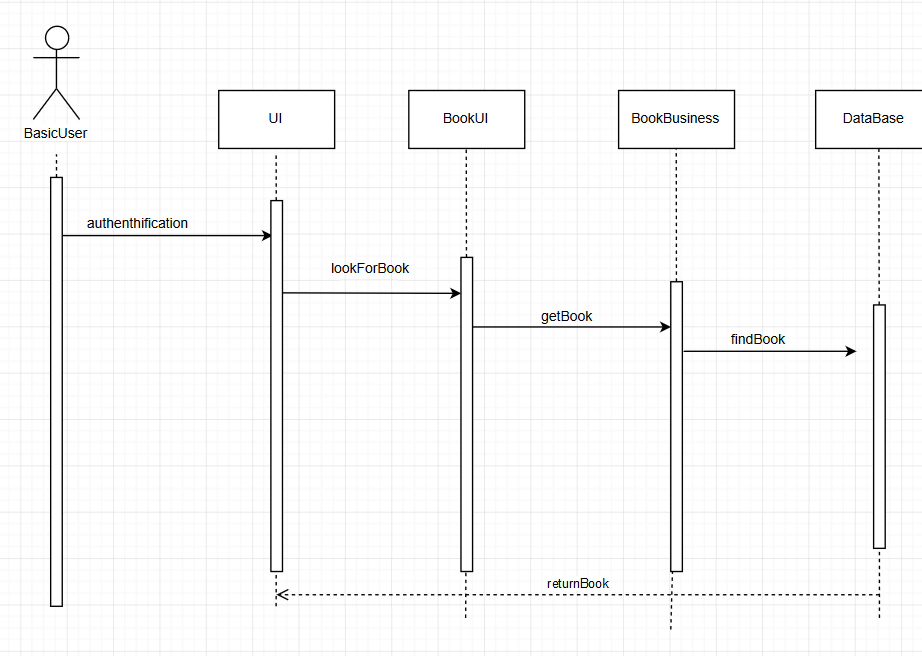 BasicUser
UI
BookUI
BookBusiness
DataBase
authenthification
lookForBook
getBook
findBook
returnBook